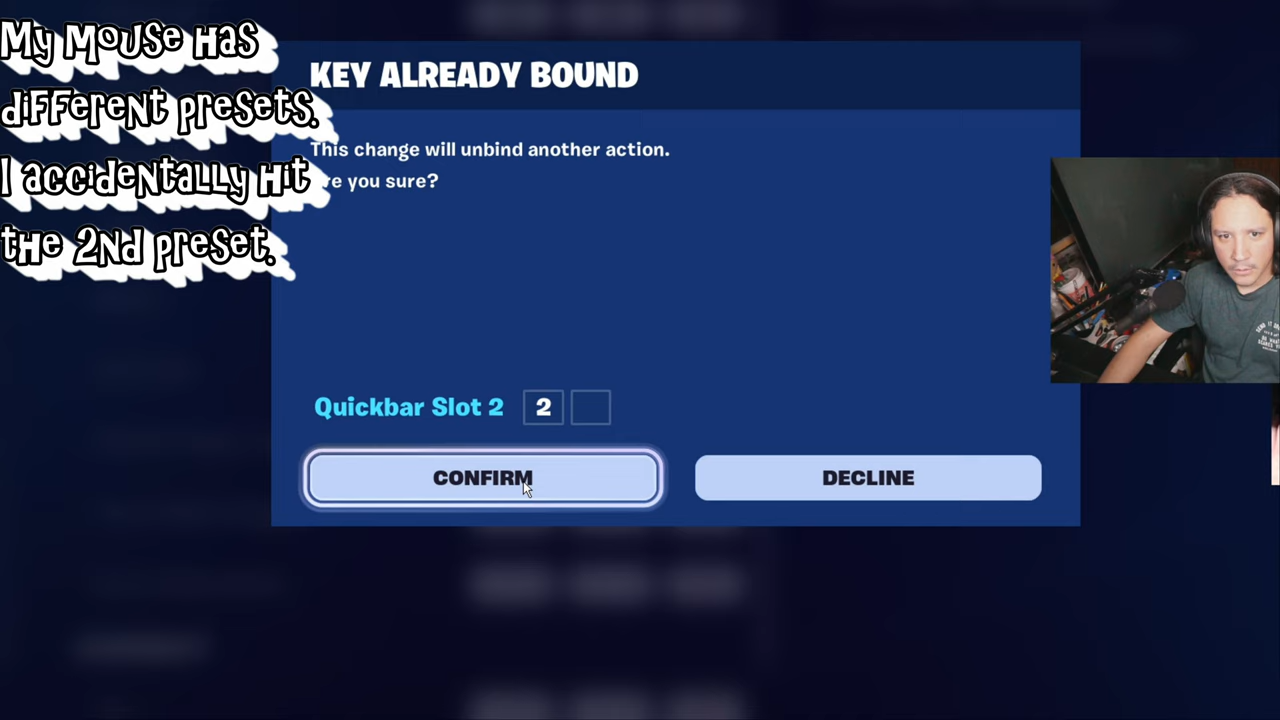 My Mouse has
different presets.
I accidentally hit
the 2nd preset.
KEY ALREADY BOUND
This change will unbind another action.
re you sure?
Quickbar Slot 2 2
CONFIRM DECLINE